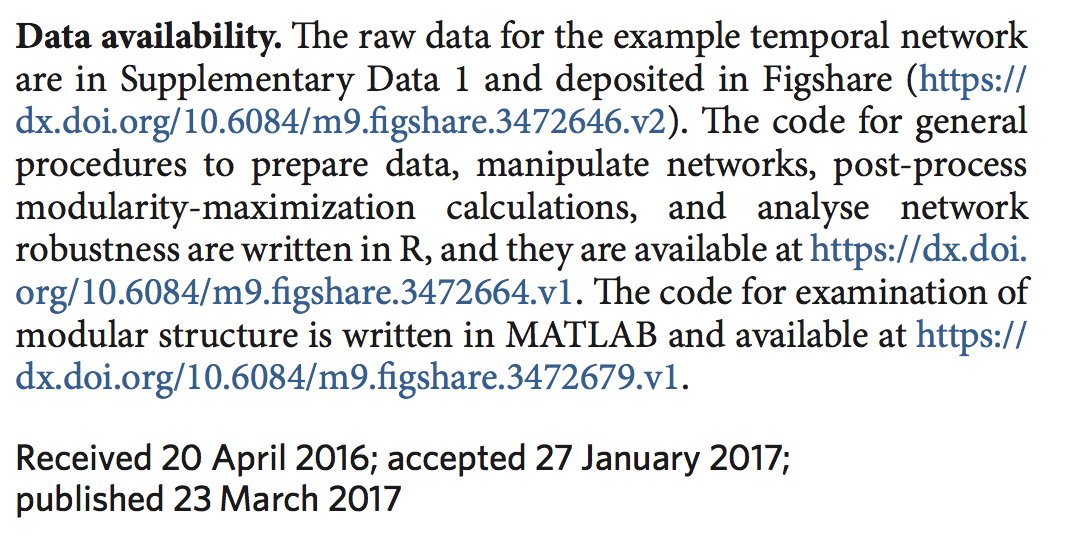 Data availability. The raw data for the example temporal network
are in Supplementary Data 1 and deposited in Figshare (https://
dx.doi.org/10.6084/m9.figshare.3472646.v2). The code for general
procedures to prepare data, manipulate networks, post-process
modularity-maximization calculations, and analyse network
robustness are written in R, and they are available at https://dx.doi.
org/10.6084/m9.figshare.3472664.v1. The code for examination of
modular structure is written in MATLAB and available at https://
dx.doi.org/10.6084/m9.figshare.3472679.v1.
Received 20 April 2016; accepted 27 January 2017;
published 23 March 2017